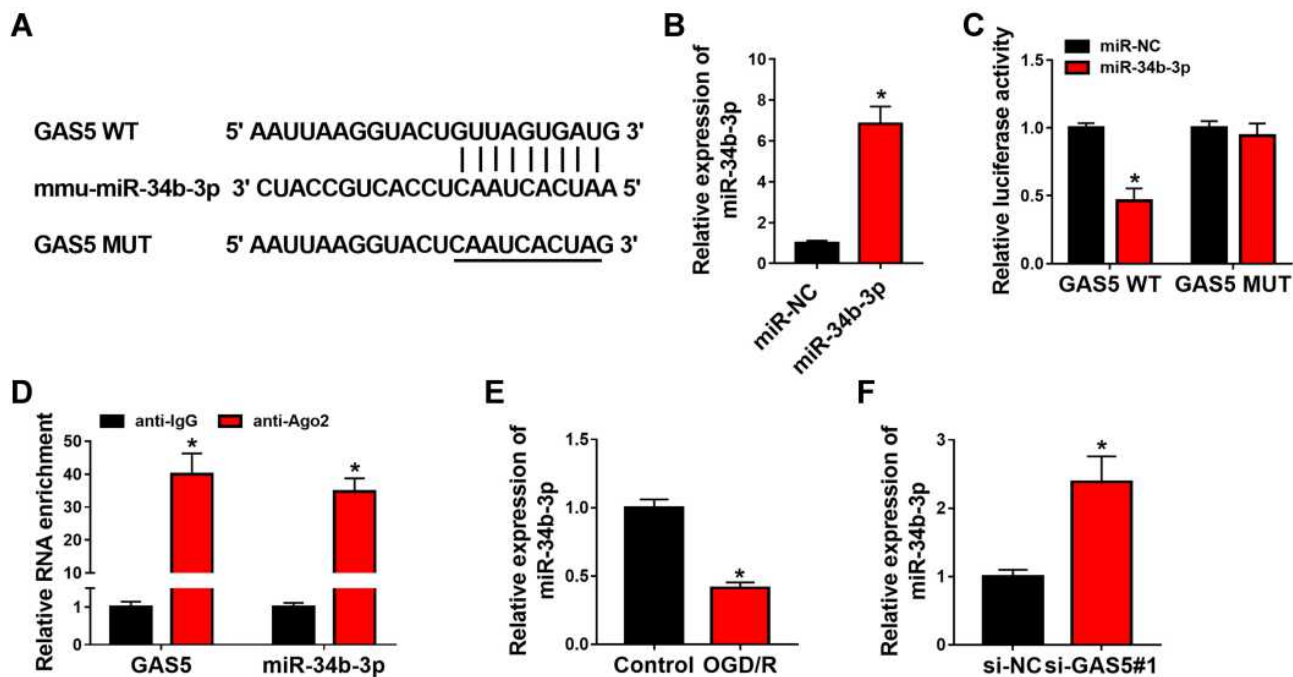 A
GAS5 WT 5' AAUUAAGGUACUGUUAGUGAUG 3'
mmu-miR-34b-3p 3' CUACCGUCACCUCAAUCACUAA 5'
GAS5 MUT 5' AAUUAAGGUACUCAAUCACUAG 3'
B
Relative expression of
miR-34b-3p
10
8
6
4
2
0
*
miR-NC
miR-34b-3p
C
miR-NC
miR-34b-3p
Relative luciferase activity
1.5
1.0
0.5
0.0
*
GAS5 WT GAS5 MUT
D
anti-IgG anti-Ago2
Relative RNA enrichment
50
40
30
20
10
1
0
* *
GAS5 miR-34b-3p
E
Relative expression of
miR-34b-3p
1.5
1.0
0.5
0.0
*
Control OGD/R
F
Relative expression of
miR-34b-3p
3
2
1
0
*
si-NC si-GAS5#1